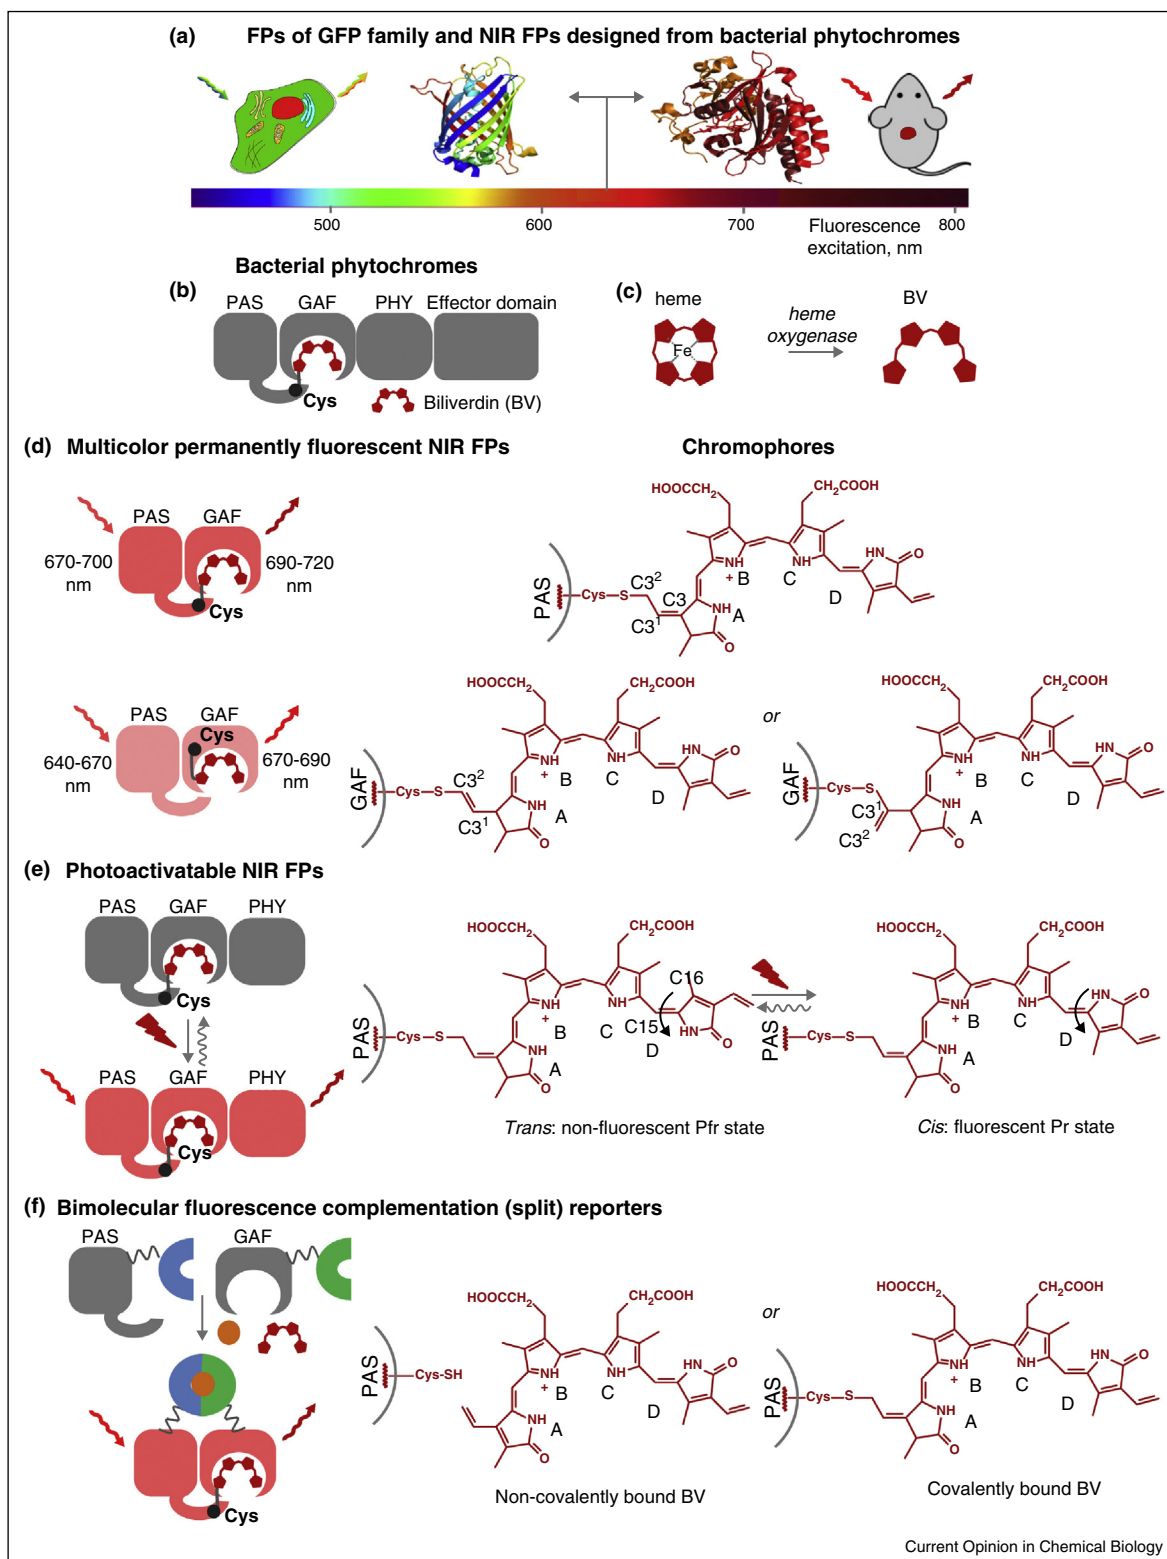 (a) FPs of GFP family and NIR FPs designed from bacterial phytochromes
500 600 700 800
Fluorescence
excitation, nm
Bacterial phytochromes
(b)
PAS GAF PHY Effector domain
Cys
Biliverdin (BV)
(c)
heme
Fe
heme
oxygenase
BV
(d) Multicolor permanently fluorescent NIR FPs
Chromophores
PAS GAF
670-700
nm
690-720
nm
Cys
HOOCCH2 CH2COOH
PAS
Cys S
C3²
C3
C3¹
NH
+ B
NH
C
HN
O
D
NH A
O
PAS GAF
Cys
640-670
nm
670-690
nm
HOOCCH2 CH2COOH
GAF
Cys S
C3²
C3¹
NH
+
B
NH
C
HN
O
D
NH
A
O
or
HOOCCH2 CH2COOH
GAF
Cys S
C3¹
C3²
NH
+
B
NH
C
HN
O
D
NH
A
O
(e) Photoactivatable NIR FPs
PAS GAF PHY
Cys
PAS GAF PHY
Cys
HOOCCH2 CH2COOH
PAS
Cys S
NH
+
B
NH
C
C16
C15
NH
O
D
NH
A
O
Trans: non-fluorescent Pfr state
HOOCCH2 CH2COOH
PAS
Cys S
NH
+
B
NH
C
HN
O
D
NH
A
O
Cis: fluorescent Pr state
(f) Bimolecular fluorescence complementation (split) reporters
PAS GAF
Cys
HOOCCH2 CH2COOH
PAS
Cys-SH
NH
+
B
NH
C
HN
O
D
NH
A
O
Non-covalently bound BV
or
HOOCCH2 CH2COOH
PAS
Cys S
NH
+
B
NH
C
HN
O
D
NH
A
O
Covalently bound BV
Current Opinion in Chemical Biology